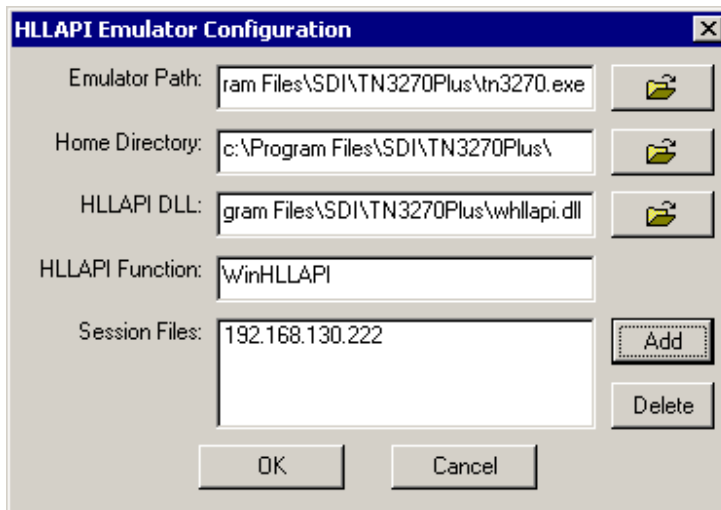 HLLAPI Emulator Configuration
Emulator Path: ram Files\SDI\TN3270Plus\tn3270.exe
Home Directory: c:\Program Files\SDI\TN3270Plus\
HLLAPI DLL: gram Files\SDI\TN3270Plus\whllapi.dll
HLLAPI Function: WinHLLAPI
Session Files: 192.168.130.222
Add
Delete
OK Cancel